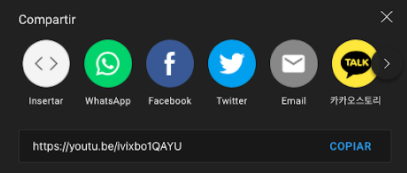 Compartir
TALK
Insertar
WhatsApp
Facebook
Twitter
Email
카카오스토리
https://youtu.be/ivixbo1QAYU
COPIAR